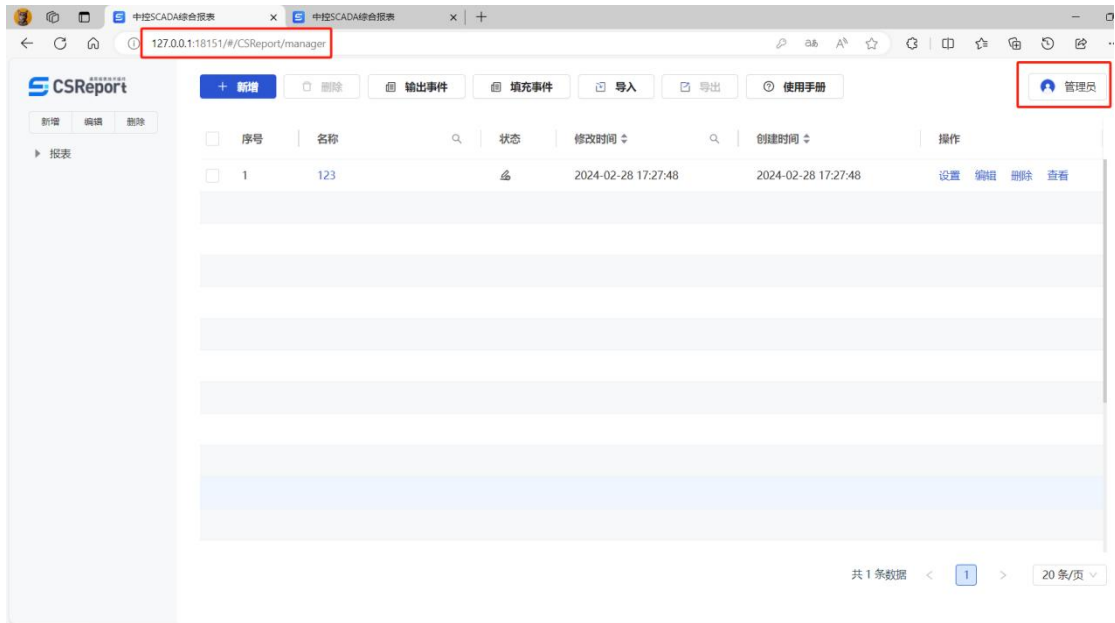 中控SCADA综合报表
中控SCADA综合报表
127.0.0.1:18151/#/CSReport/manager
CSReport
新增 编辑 删除
报表
新增 删除 输出事件 填充事件 导入 导出 使用手册 管理员
序号 名称 状态 修改时间 创建时间 操作
1 123 2024-02-28 17:27:48 2024-02-28 17:27:48 设置 编辑 删除 查看
共 1 条数据 < 1 > 20 条/页